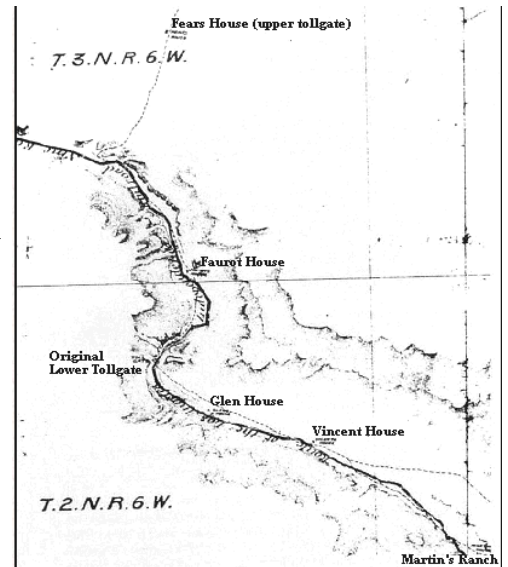 Fears House (upper tollgate)
T.3.N.R.6.W.
Faurot House
Original
Lower Tollgate
Glen House
Vincent House
T.2.N.R.6.W.
Martin's Ranch